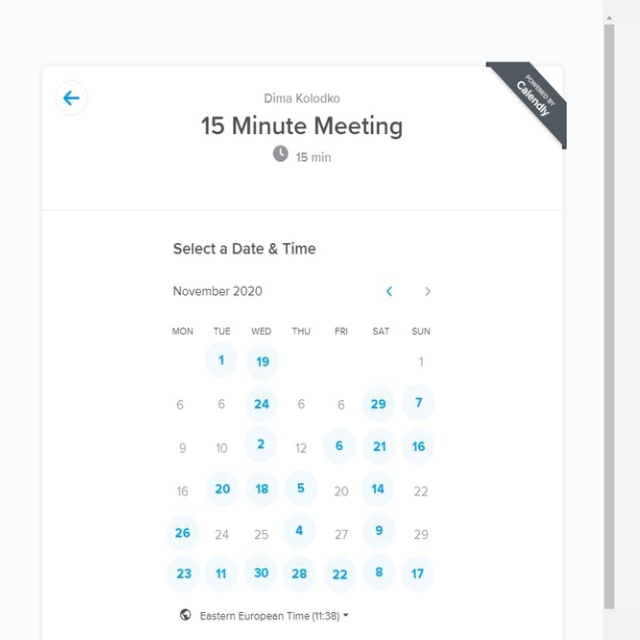 POWERED BY
Calendly
Dima Kolodko
15 Minute Meeting
15 min
Select a Date & Time
November 2020
MON TUE WED THU FRI SAT SUN
1 19 1
6 6 24 6 6 29 7
9 10 2 12 6 21 16
16 20 18 5 20 14 22
26 24 25 4 27 9 29
23 11 30 28 22 8 17
Eastern European Time (11:38)